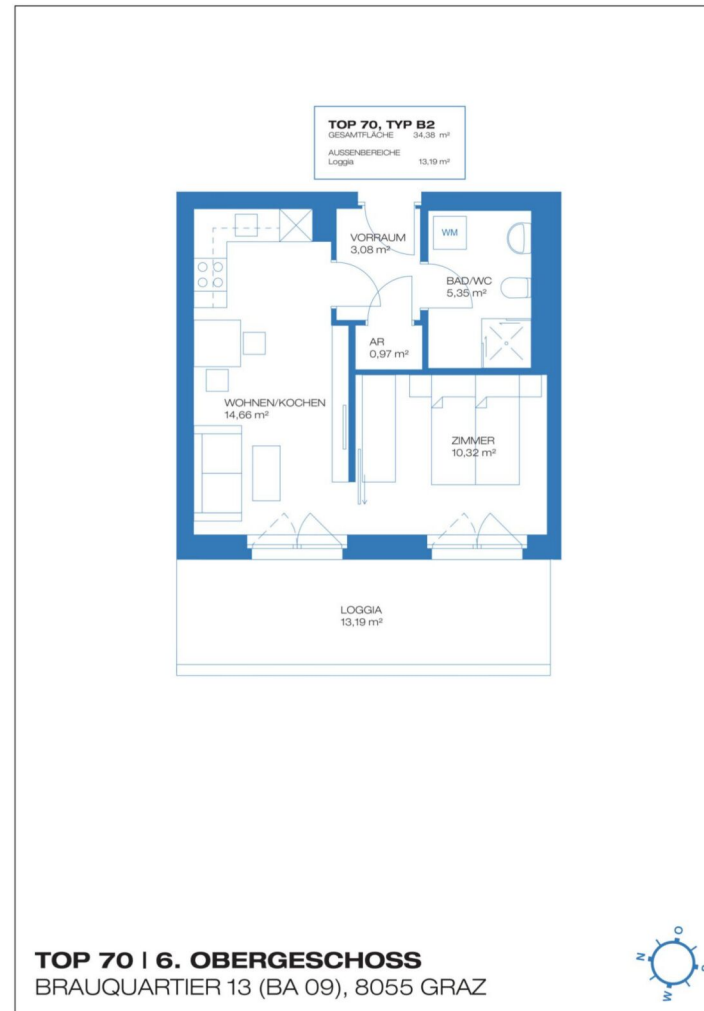 TOP 70, TYP B2
GESAMTFLÄCHE 34,38 m²
AUSSENBEREICHE
Loggia 13,19 m²
VORRAUM
3,08 m²
WM
BAD/WC
5,35 m²
AR
0,97 m²
WOHNEN/KOCHEN
14,66 m²
ZIMMER
10,32 m²
LOGGIA
13,19 m²
TOP 70 | 6. OBERGESCHOSS
BRAUQUARTIER 13 (BA 09), 8055 GRAZ
N
O
W